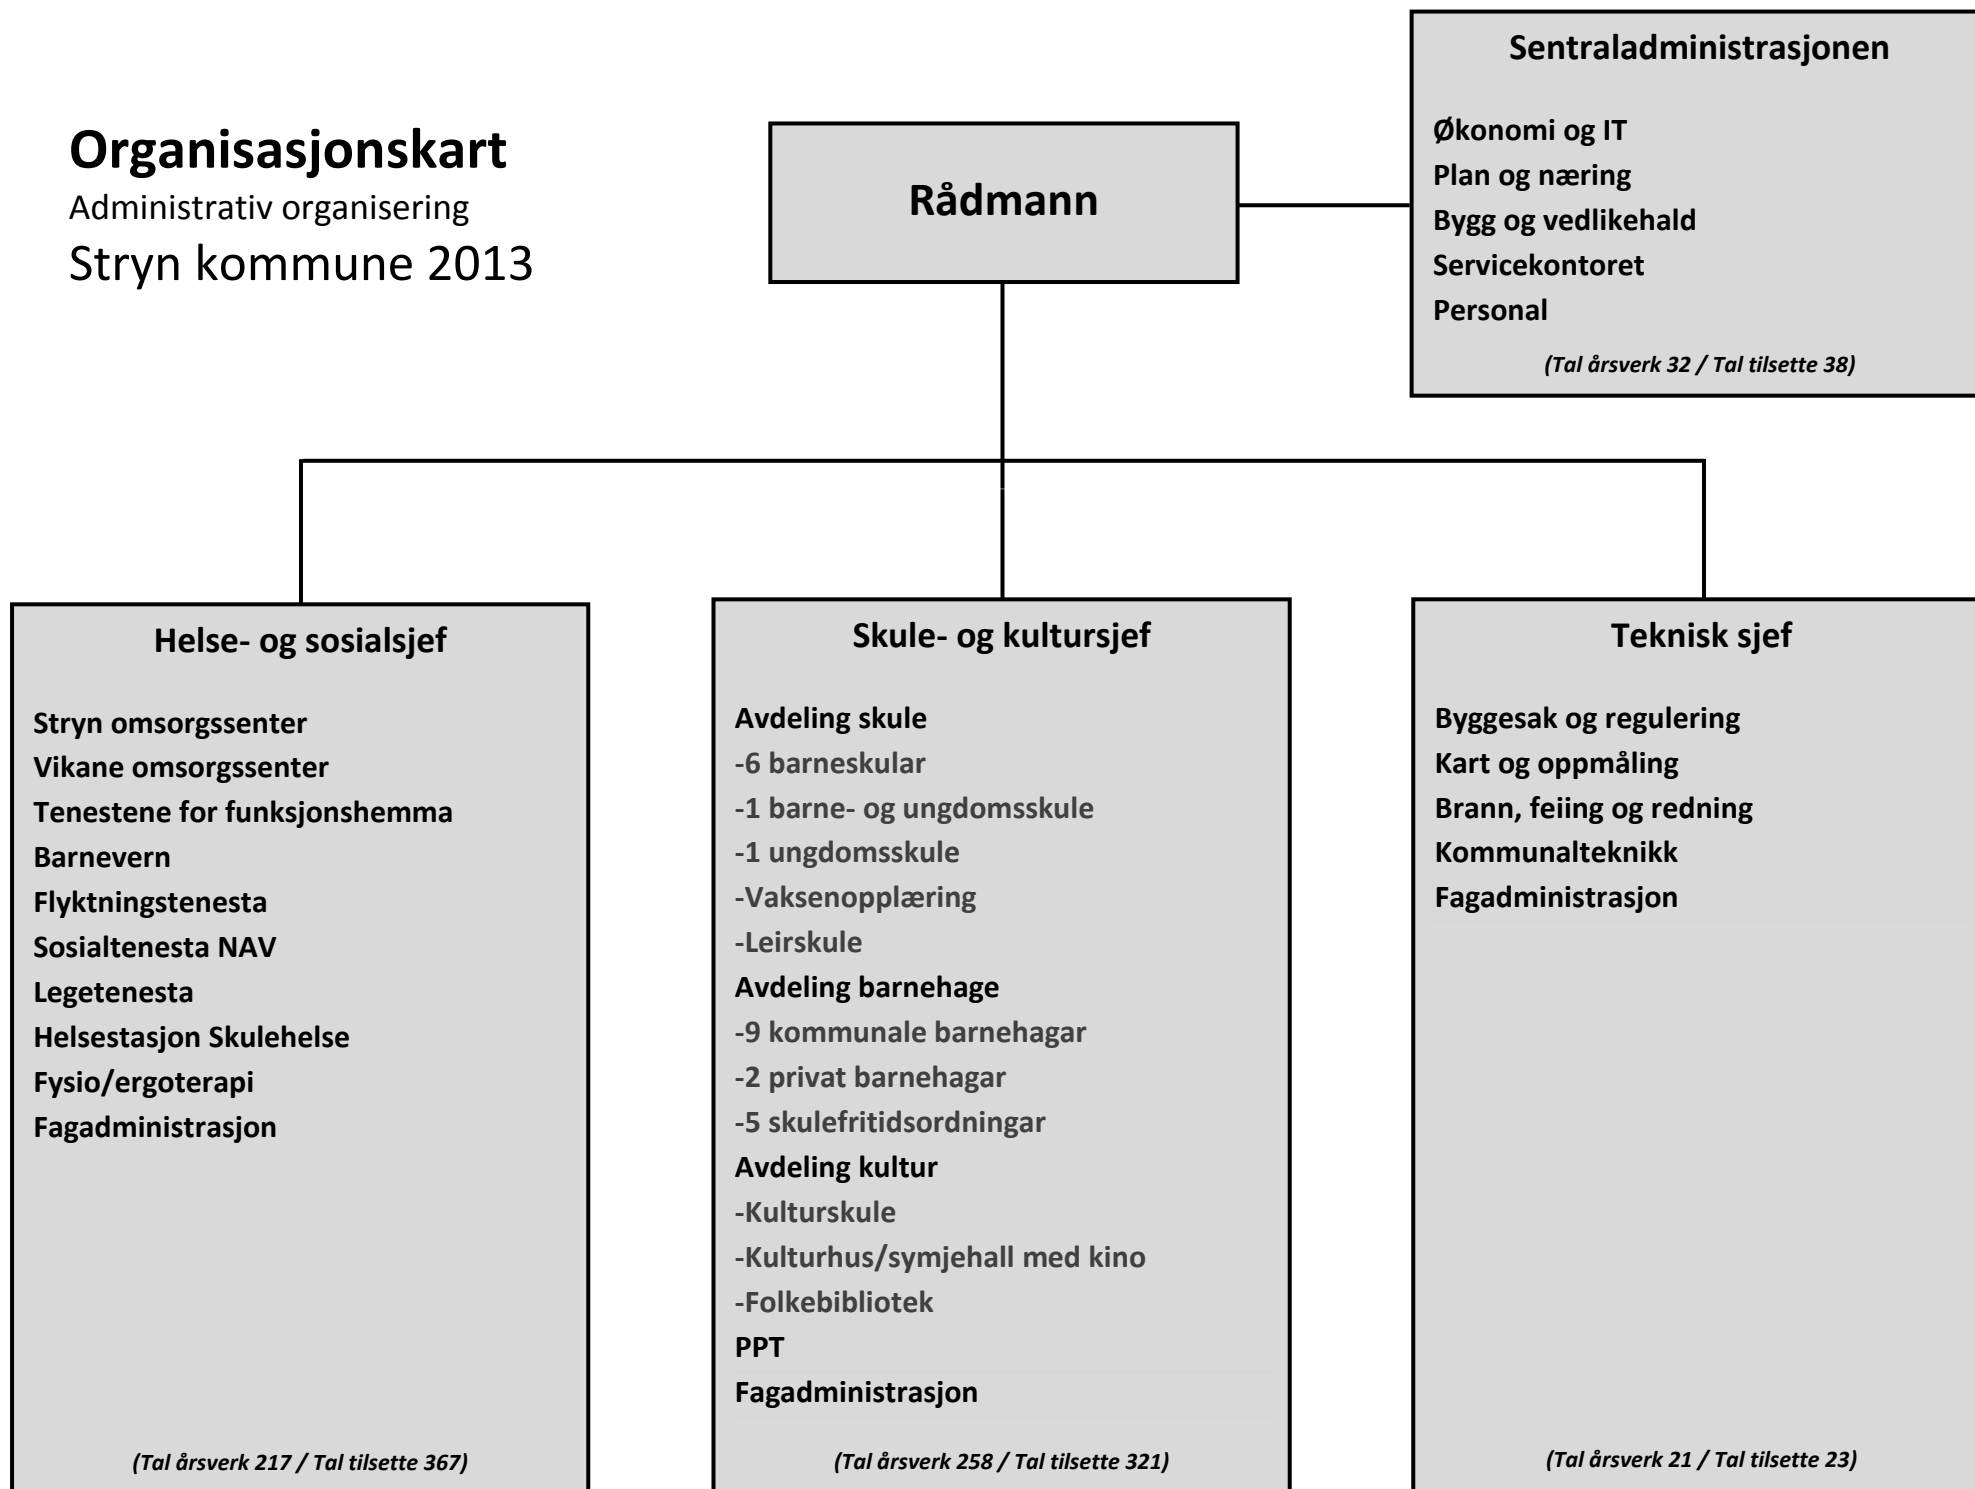 Organisasjonskart
Administrativ organisering
Stryn kommune 2013
Rådmann
Sentraladministrasjonen
Økonomi og IT
Plan og næring
Bygg og vedlikehald
Servicekontoret
Personal
(Tal årsverk 32 / Tal tilsette 38)
Helse- og sosialsjef
Stryn omsorgssenter
Vikane omsorgssenter
Tenestene for funksjonshemma
Barnevern
Flyktningstenesta
Sosialtenesta NAV
Legetenesta
Helsestasjon Skulehelse
Fysio/ergoterapi
Fagadministrasjon
(Tal årsverk 217 / Tal tilsette 367)
Skule- og kultursjef
Avdeling skule
-6 barneskular
-1 barne- og ungdomsskule
-1 ungdomsskule
-Vaksenopplæring
-Leirskule
Avdeling barnehage
-9 kommunale barnehagar
-2 privat barnehagar
-5 skulefritidsordningar
Avdeling kultur
-Kulturskule
-Kulturhus/symjehall med kino
-Folkebibliotek
PPT
Fagadministrasjon
(Tal årsverk 258 / Tal tilsette 321)
Teknisk sjef
Byggesak og regulering
Kart og oppmåling
Brann, feiing og redning
Kommunalteknikk
Fagadministrasjon
(Tal årsverk 21 / Tal tilsette 23)